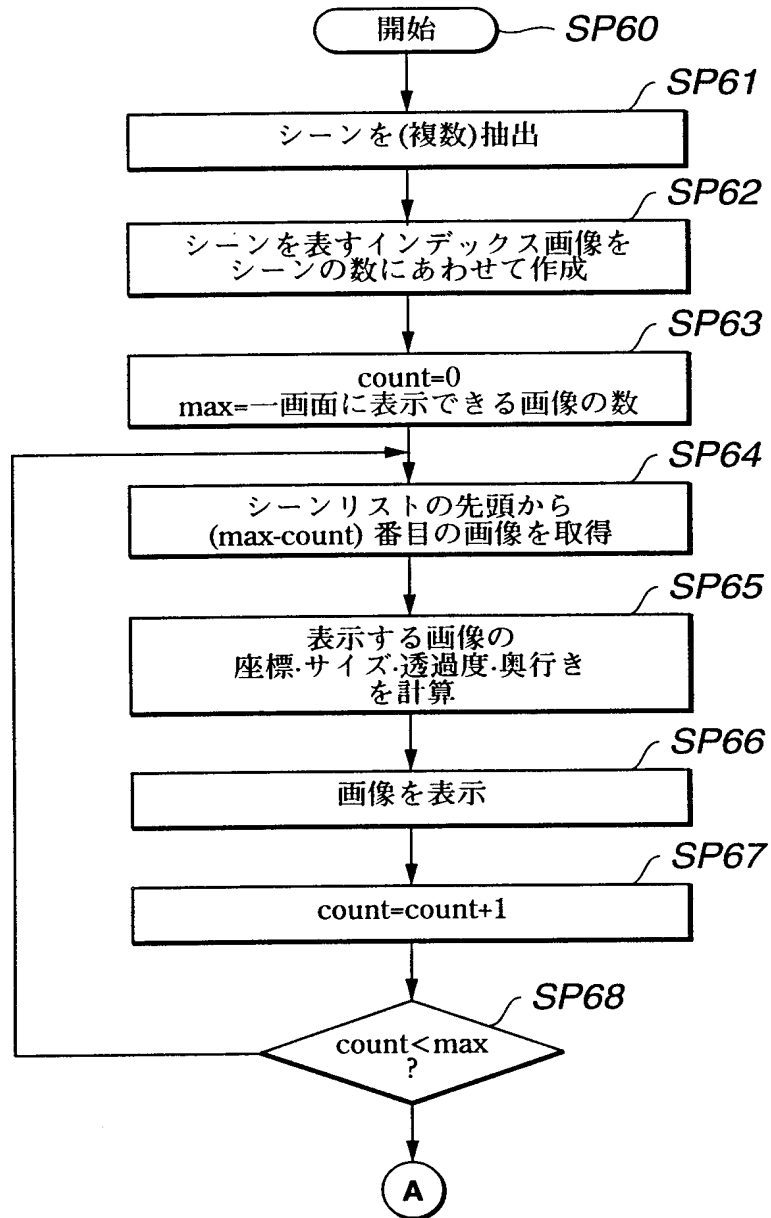 開始
SP60
SP61
シーンを(複数)抽出
SP62
シーンを表すインデックス画像を
シーンの数にあわせて作成
SP63
count=0
max=一画面に表示できる画像の数
SP64
シーンリストの先頭から
(max-count) 番目の画像を取得
SP65
表示する画像の
座標·サイズ·透過度·奥行き
を計算
SP66
画像を表示
SP67
count=count+1
SP68
count<max
?
A